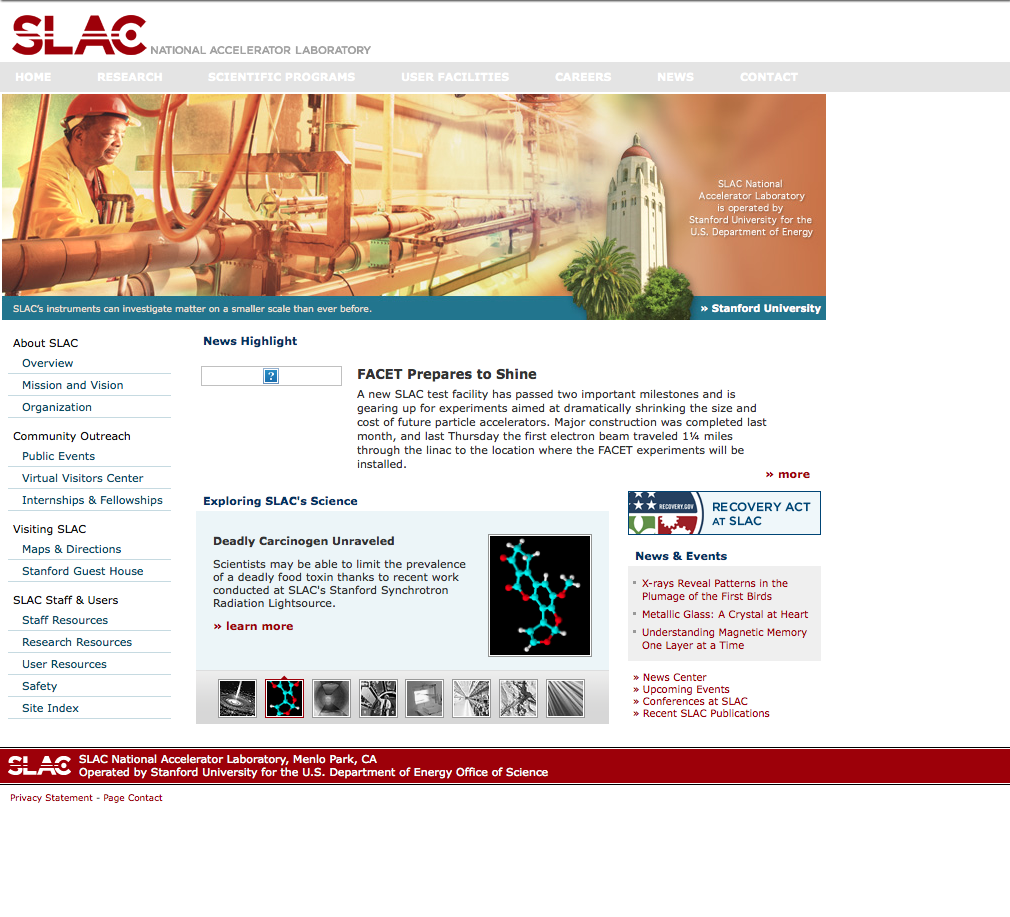 SLAC NATIONAL ACCELERATOR LABORATORY
HOME RESEARCH SCIENTIFIC PROGRAMS USER FACILITIES CAREERS NEWS CONTACT
SLAC National
Accelerator Laboratory
is operated by
Stanford University for the
U.S. Department of Energy
SLAC's instruments can investigate matter on a smaller scale than ever before.
» Stanford University
About SLAC
Overview
Mission and Vision
Organization
Community Outreach
Public Events
Virtual Visitors Center
Internships & Fellowships
Visiting SLAC
Maps & Directions
Stanford Guest House
SLAC Staff & Users
Staff Resources
Research Resources
User Resources
Safety
Site Index
News Highlight
?
FACET Prepares to Shine
A new SLAC test facility has passed two important milestones and is
gearing up for experiments aimed at dramatically shrinking the size and
cost of future particle accelerators. Major construction was completed last
month, and last Thursday the first electron beam traveled 1¼ miles
through the linac to the location where the FACET experiments will be
installed.
» more
Exploring SLAC's Science
Deadly Carcinogen Unraveled
Scientists may be able to limit the prevalence
of a deadly food toxin thanks to recent work
conducted at SLAC's Stanford Synchrotron
Radiation Lightsource.
» learn more
RECOVERY.GOV
RECOVERY ACT
AT SLAC
News & Events
X-rays Reveal Patterns in the
Plumage of the First Birds
Metallic Glass: A Crystal at Heart
Understanding Magnetic Memory
One Layer at a Time
» News Center
» Upcoming Events
» Conferences at SLAC
» Recent SLAC Publications
SLAC
SLAC National Accelerator Laboratory, Menlo Park, CA
Operated by Stanford University for the U.S. Department of Energy Office of Science
Privacy Statement - Page Contact